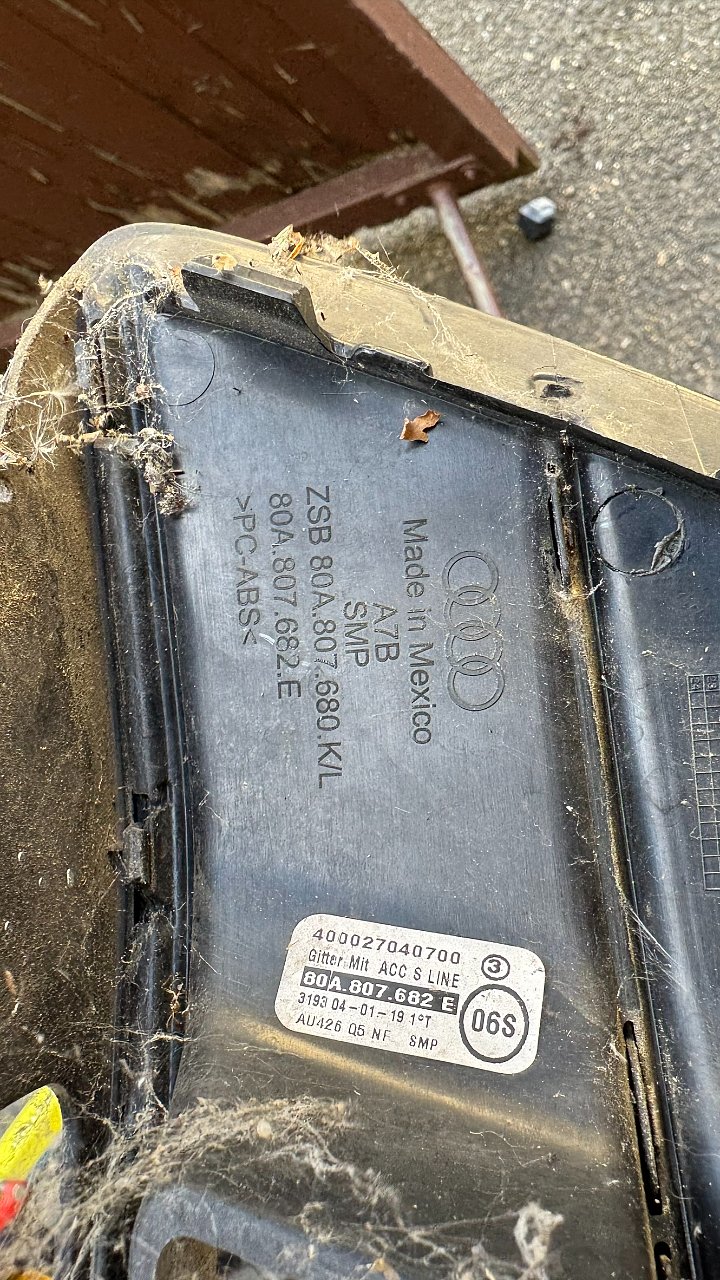 Made in Mexico
A7B
SMP
ZSB 80A.807.680.K/L
80A.807.682.E
>PC-ABS<
400027040700
Gitter Mit ACC S LINE 3
80A.807.682 E
3193 04-01-19 1°T
06S
AU426 Q5 NF SMP